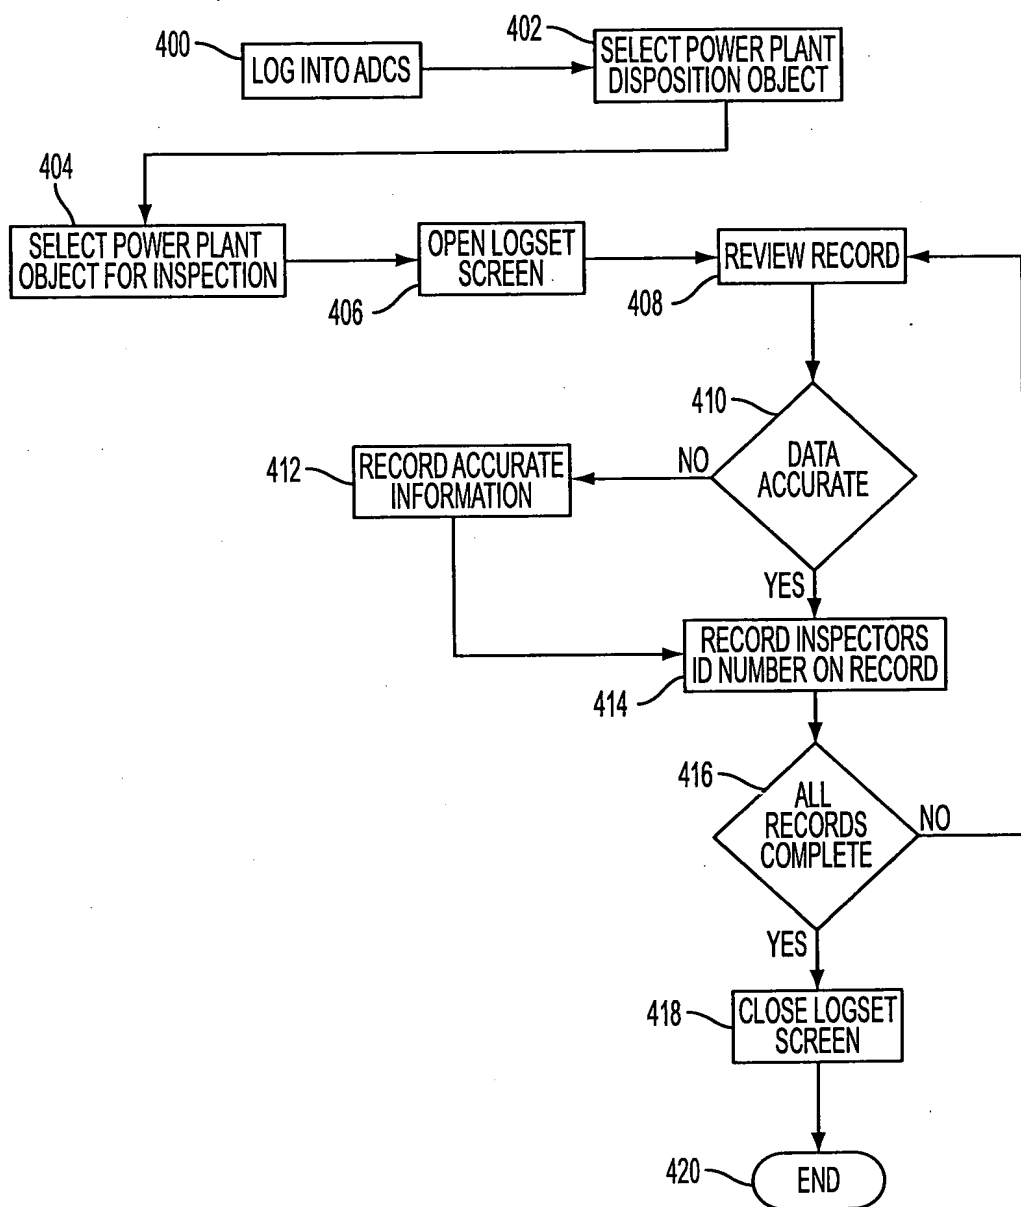 400
LOG INTO ADCS
402
SELECT POWER PLANT
DISPOSITION OBJECT
404
SELECT POWER PLANT
OBJECT FOR INSPECTION
406
OPEN LOGSET
SCREEN
408
REVIEW RECORD
410
DATA
ACCURATE
NO
412
RECORD ACCURATE
INFORMATION
YES
414
RECORD INSPECTORS
ID NUMBER ON RECORD
416
ALL
RECORDS
COMPLETE
NO
YES
418
CLOSE LOGSET
SCREEN
420
END